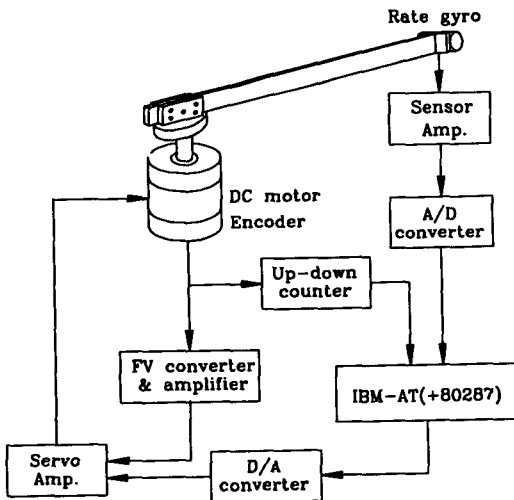 Rate gyro
Sensor
Amp.
DC motor
Encoder
A/D
converter
Up-down
counter
FV converter
& amplifier
IBM-AT(+80287)
Servo
Amp.
D/A
converter